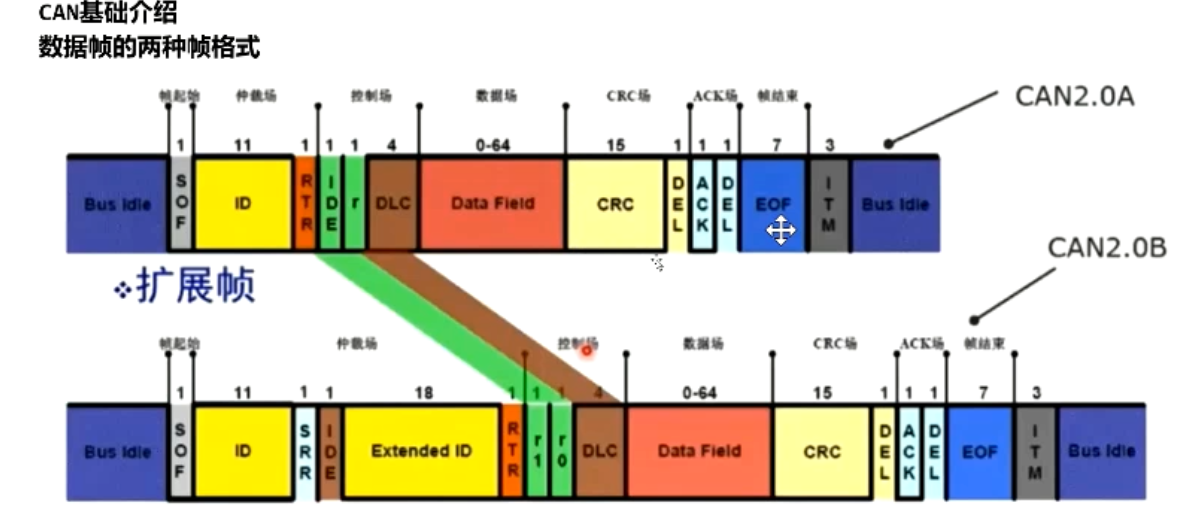 CAN基础介绍
数据帧的两种帧格式
CAN2.0A
帧起始 仲裁场 控制场 数据场 CRC场 ACK场 帧结束
1 11 1 1 1 4 0-64 15 1 1 1 7 3
Bus Idle SOF ID RTR IDE r DLC Data Field CRC DEL ACK DEL EOF ITM Bus Idle
CAN2.0B
❖扩展帧
帧起始 仲裁场 控制场 数据场 CRC场 ACK场 帧结束
1 11 1 1 18 1 1 1 4 0-64 15 1 1 1 7 3
Bus Idle SOF ID SRR IDE Extended ID RTR r1 r0 DLC Data Field CRC DEL ACK DEL EOF ITM Bus Idle